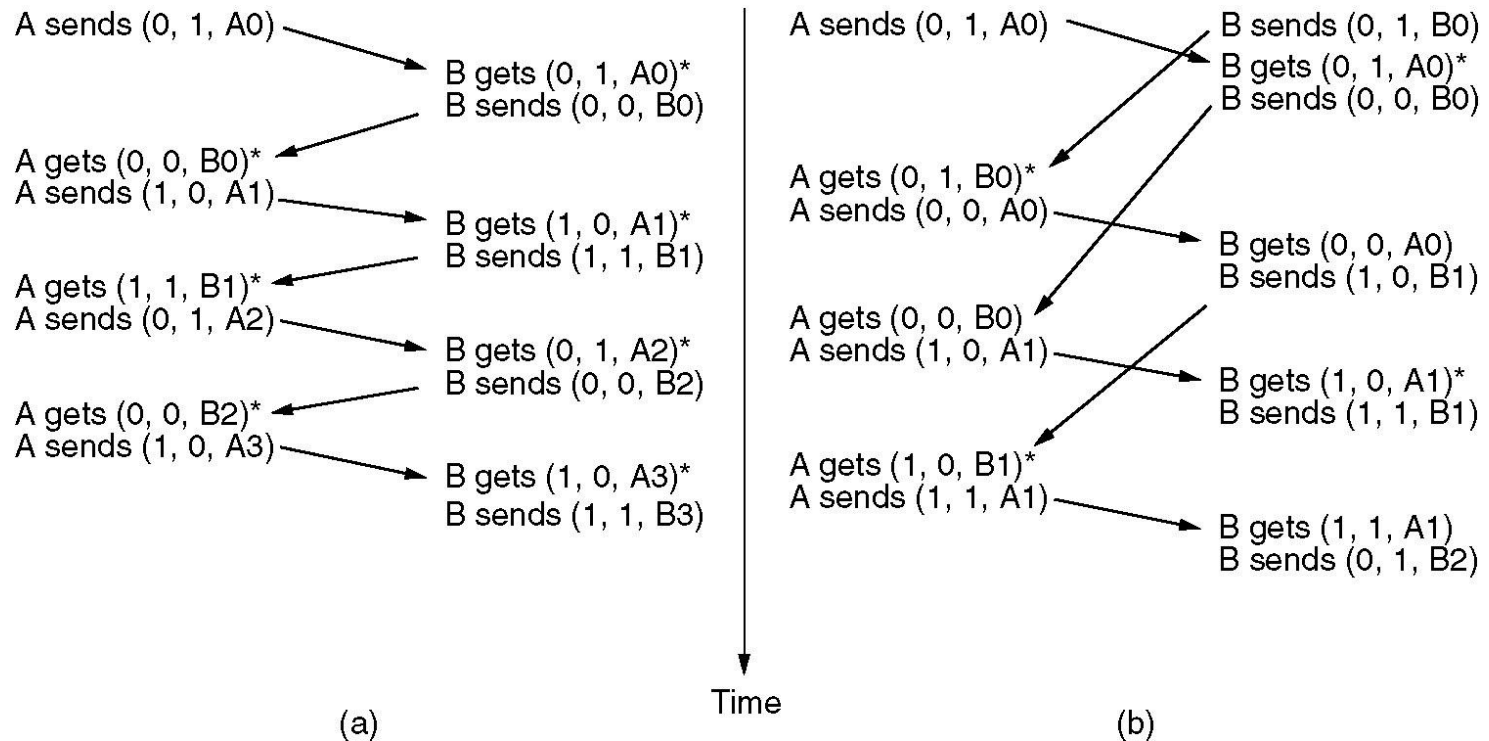 A sends (0, 1, A0)
B gets (0, 1, A0)*
B sends (0, 0, B0)
A gets (0, 0, B0)*
A sends (1, 0, A1)
B gets (1, 0, A1)*
B sends (1, 1, B1)
A gets (1, 1, B1)*
A sends (0, 1, A2)
B gets (0, 1, A2)*
B sends (0, 0, B2)
A gets (0, 0, B2)*
A sends (1, 0, A3)
B gets (1, 0, A3)*
B sends (1, 1, B3)
(a)
Time
A sends (0, 1, A0)
B sends (0, 1, B0)
B gets (0, 1, A0)*
B sends (0, 0, B0)
A gets (0, 1, B0)*
A sends (0, 0, A0)
B gets (0, 0, A0)
B sends (1, 0, B1)
A gets (0, 0, B0)
A sends (1, 0, A1)
B gets (1, 0, A1)*
B sends (1, 1, B1)
A gets (1, 0, B1)*
A sends (1, 1, A1)
B gets (1, 1, A1)
B sends (0, 1, B2)
(b)